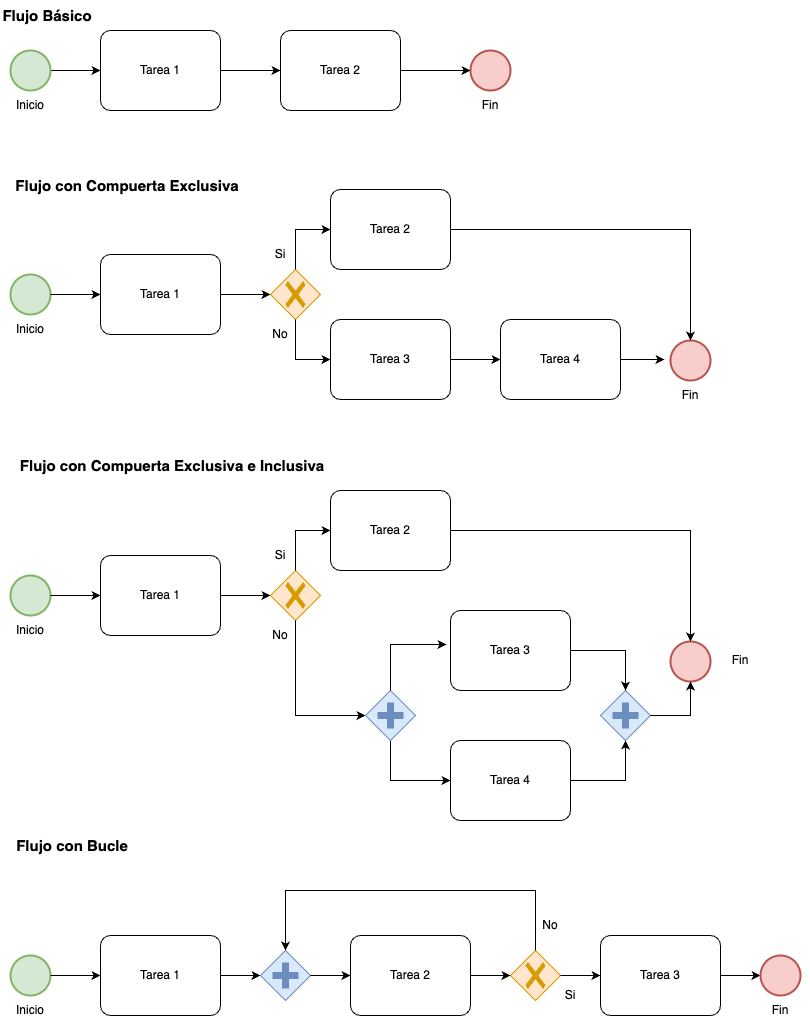 Flujo Básico
Tarea 1
Tarea 2
Inicio
Fin
Flujo con Compuerta Exclusiva
Tarea 2
Si
Tarea 1
Inicio
No
Tarea 3
Tarea 4
Fin
Flujo con Compuerta Exclusiva e Inclusiva
Tarea 2
Si
Tarea 1
Inicio
No
Tarea 3
Fin
Tarea 4
Flujo con Bucle
No
Tarea 1
Tarea 2
Tarea 3
Si
Inicio
Fin